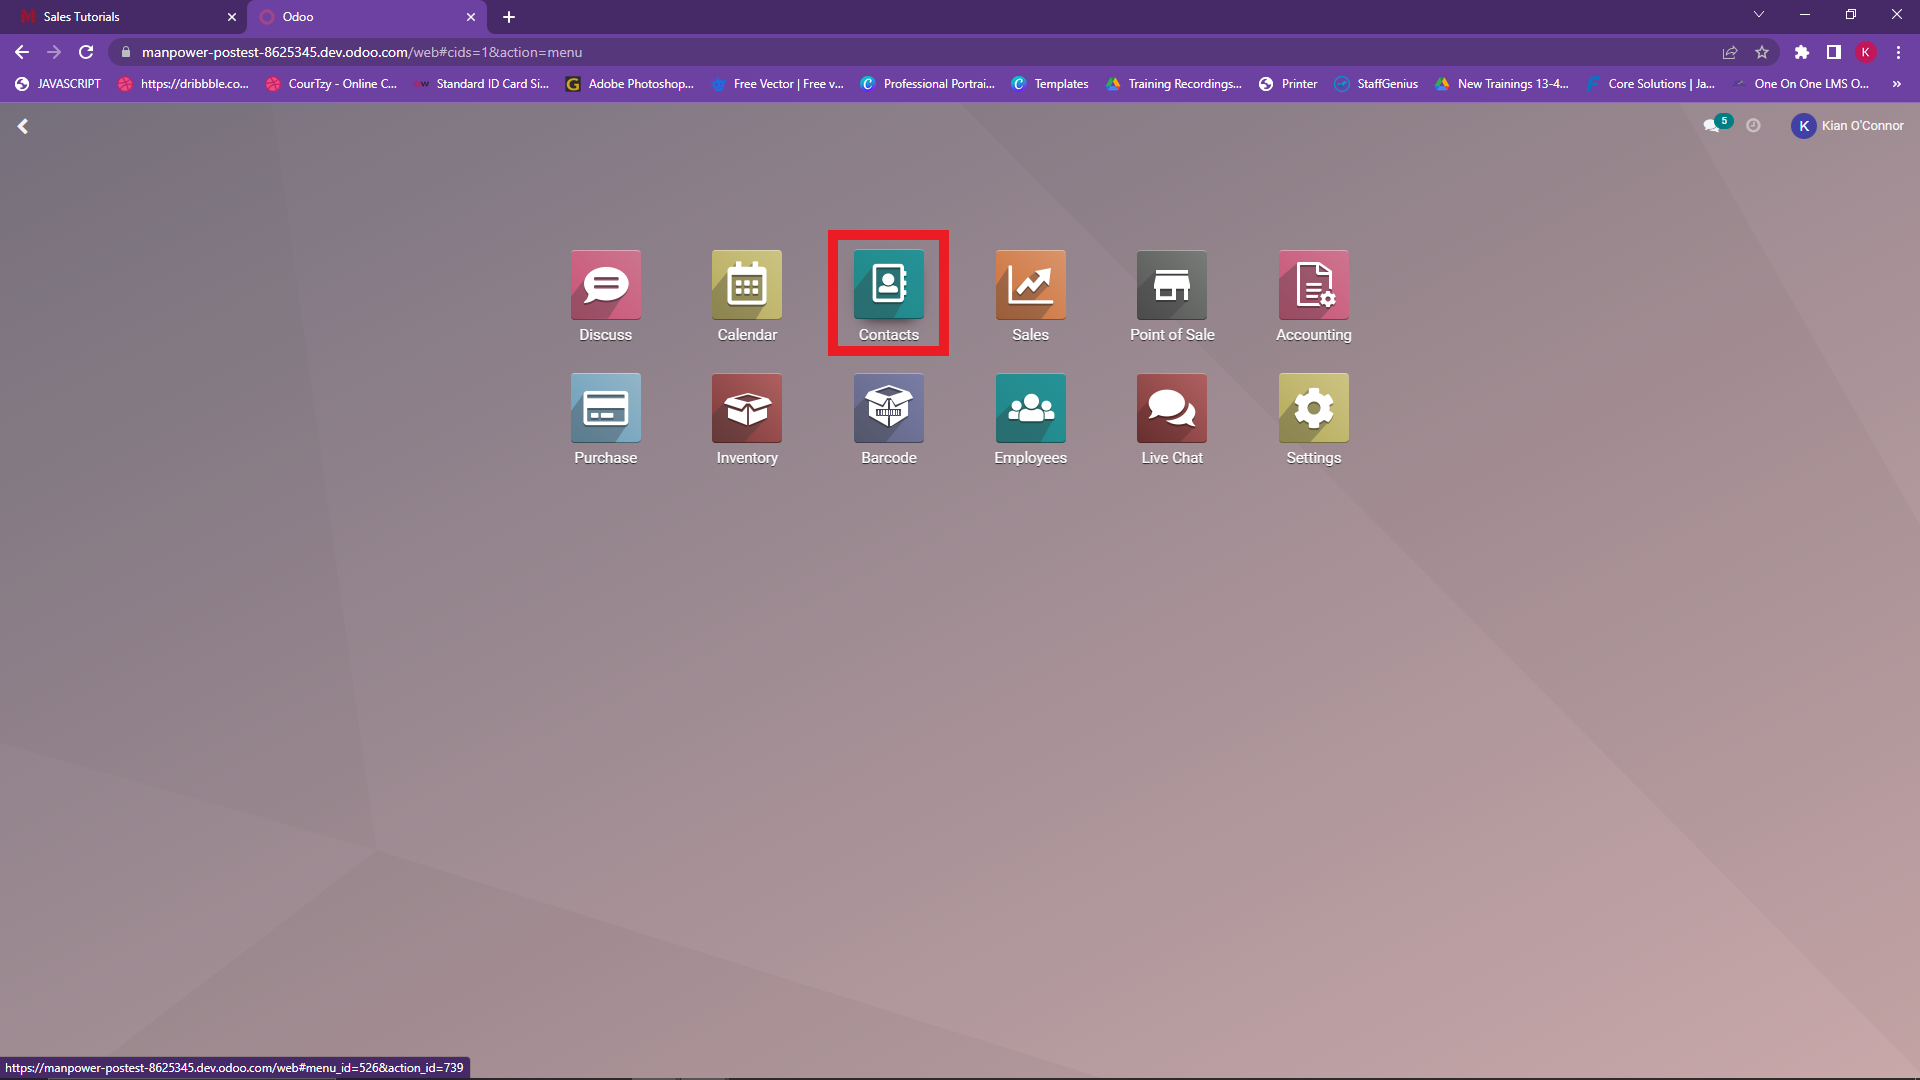 Sales Tutorials
Odoo
manpower-postest-8625345.dev.odoo.com/web#cids=1&action=menu
K
JAVASCRIPT https://dribbble.co... CourTzy - Online C... Standard ID Card Si... Adobe Photoshop... Free Vector | Free v... Professional Portrai... Templates Training Recordings... Printer StaffGenius New Trainings 13-4... Core Solutions | Ja... One On One LMS O... »
5
K Kian O'Connor
Discuss Calendar Contacts Sales Point of Sale Accounting
Purchase Inventory Barcode Employees Live Chat Settings
https://manpower-postest-8625345.dev.odoo.com/web#menu_id=526&action_id=739